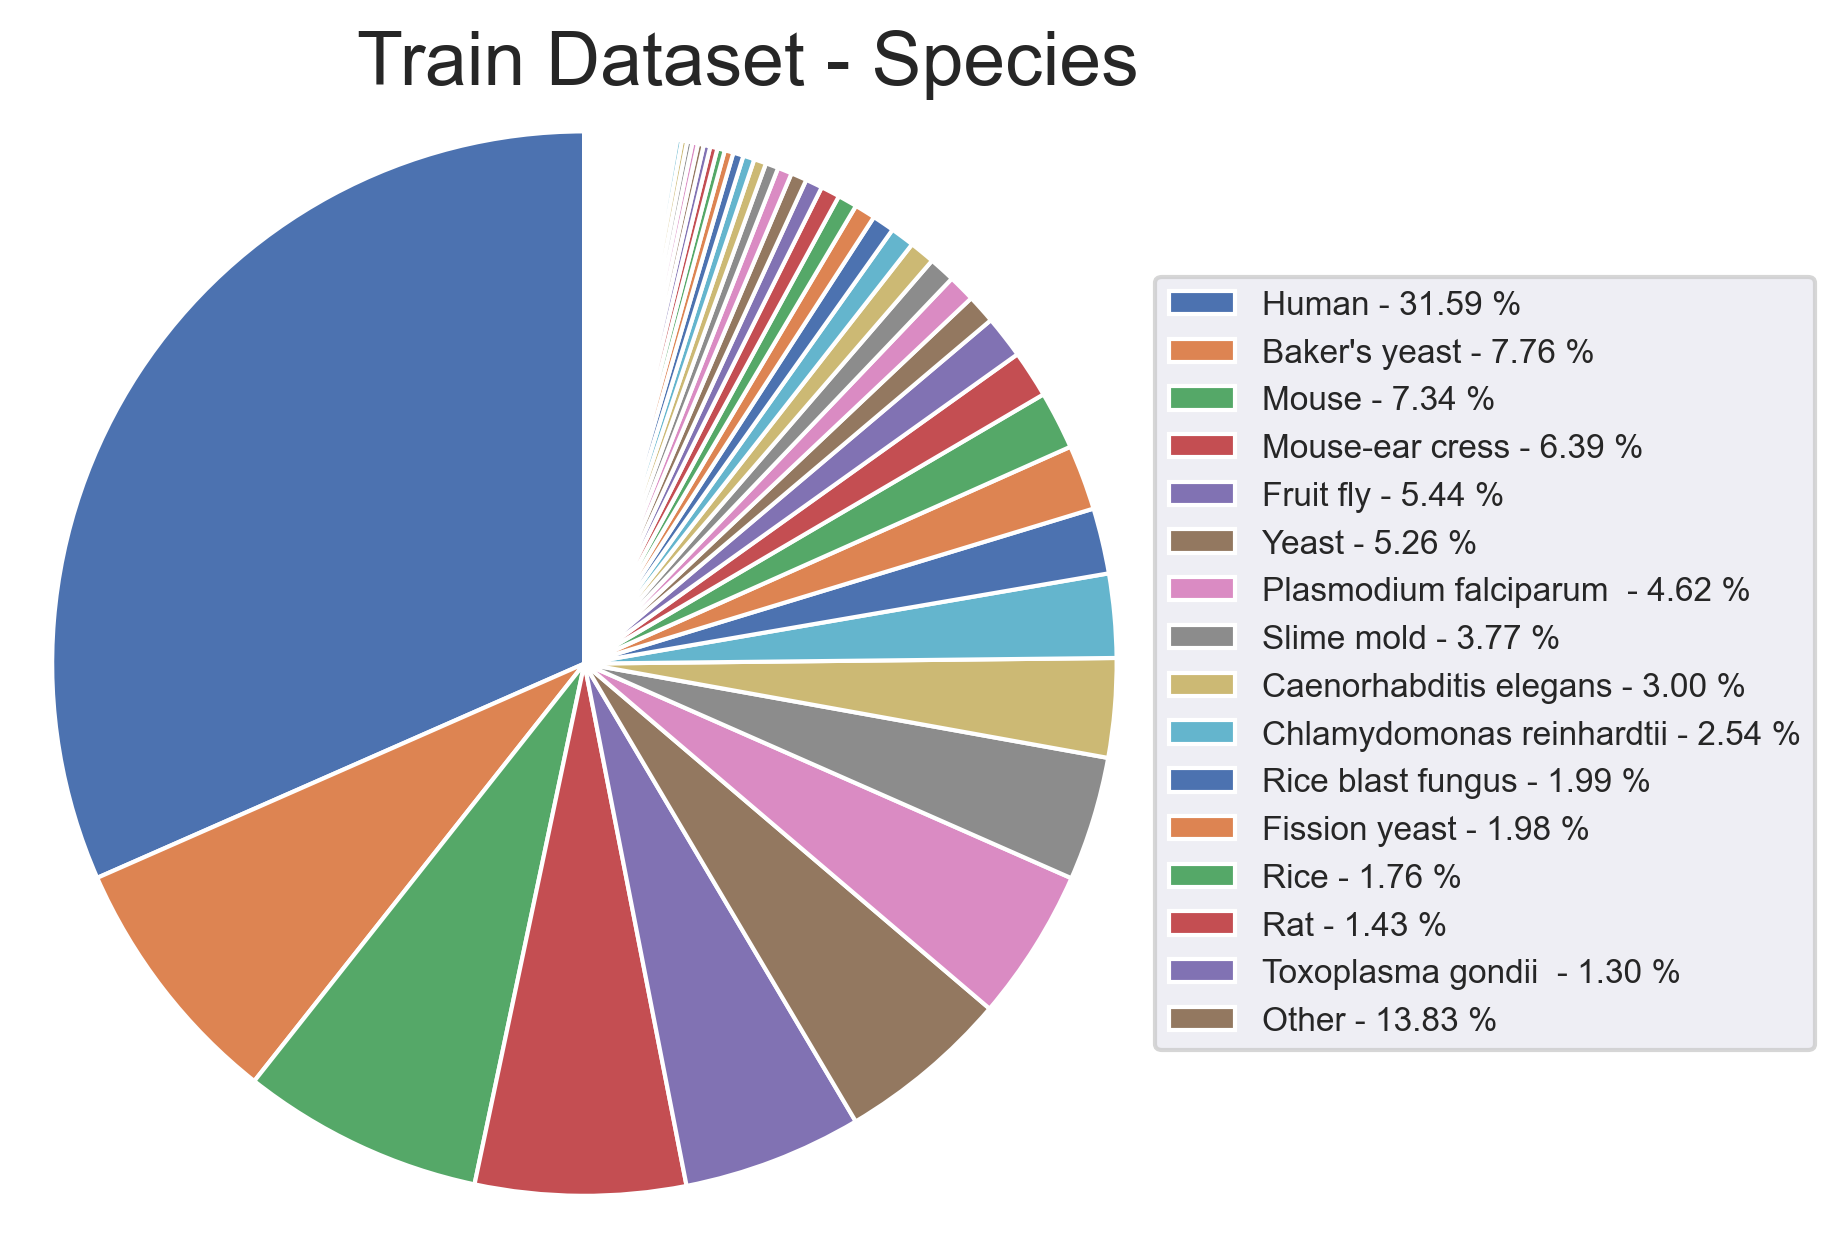 Train Dataset - Species
Human - 31.59 %
Baker's yeast - 7.76 %
Mouse - 7.34 %
Mouse-ear cress - 6.39 %
Fruit fly - 5.44 %
Yeast - 5.26 %
Plasmodium falciparum  - 4.62 %
Slime mold - 3.77 %
Caenorhabditis elegans - 3.00 %
Chlamydomonas reinhardtii - 2.54 %
Rice blast fungus - 1.99 %
Fission yeast - 1.98 %
Rice - 1.76 %
Rat - 1.43 %
Toxoplasma gondii  - 1.30 %
Other - 13.83 %